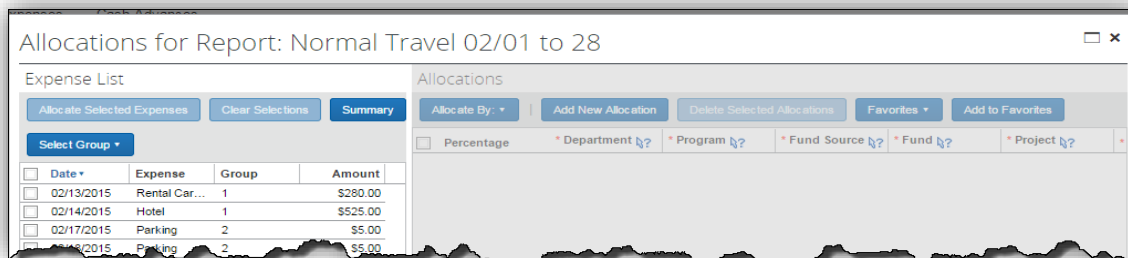 Allocations for Report: Normal Travel 02/01 to 28
Expense List
Allocate Selected Expenses Clear Selections Summary
Select Group
Date Expense Group Amount
02/13/2015 Rental Car... 1 $280.00
02/14/2015 Hotel 1 $525.00
02/17/2015 Parking 2 $5.00
/2015 Parking 2 $5.00
Allocations
Allocate By: | Add New Allocation Delete Selected Allocations Favorites Add to Favorites
Percentage * Department ? * Program ? * Fund Source ? * Fund ? * Project ? *